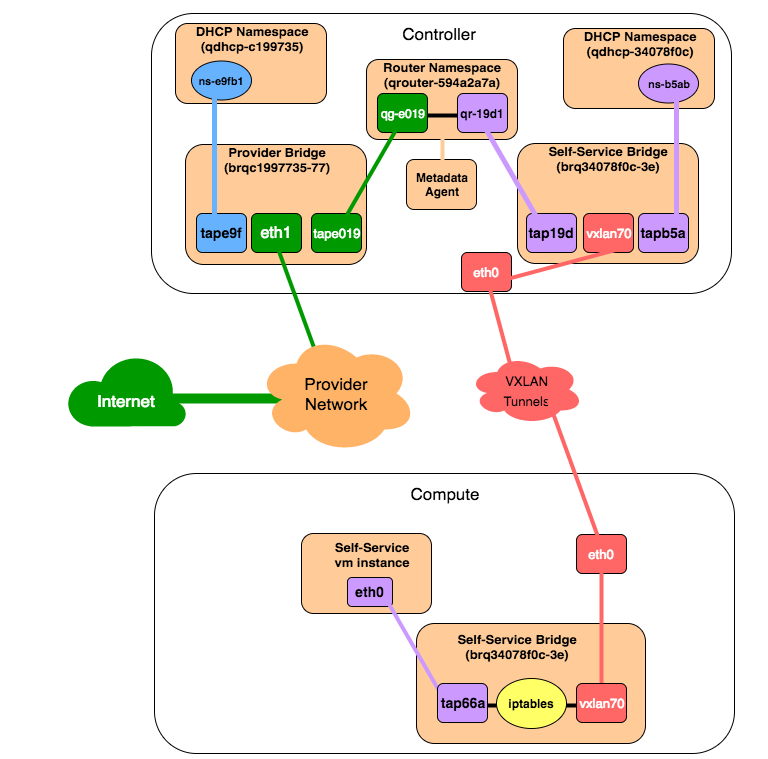 Controller
DHCP Namespace
(qdhcp-c199735)
ns-e9fb1
Router Namespace
(qrouter-594a2a7a)
qg-e019
qr-19d1
DHCP Namespace
(qdhcp-34078f0c)
ns-b5ab
Provider Bridge
(brqc1997735-77)
tape9f
eth1
tape019
Metadata
Agent
Self-Service Bridge
(brq34078f0c-3e)
tap19d
vxlan70
tapb5a
eth0
Internet
Provider
Network
VXLAN
Tunnels
Compute
Self-Service
vm instance
eth0
eth0
Self-Service Bridge
(brq34078f0c-3e)
tap66a
iptables
vxlan70